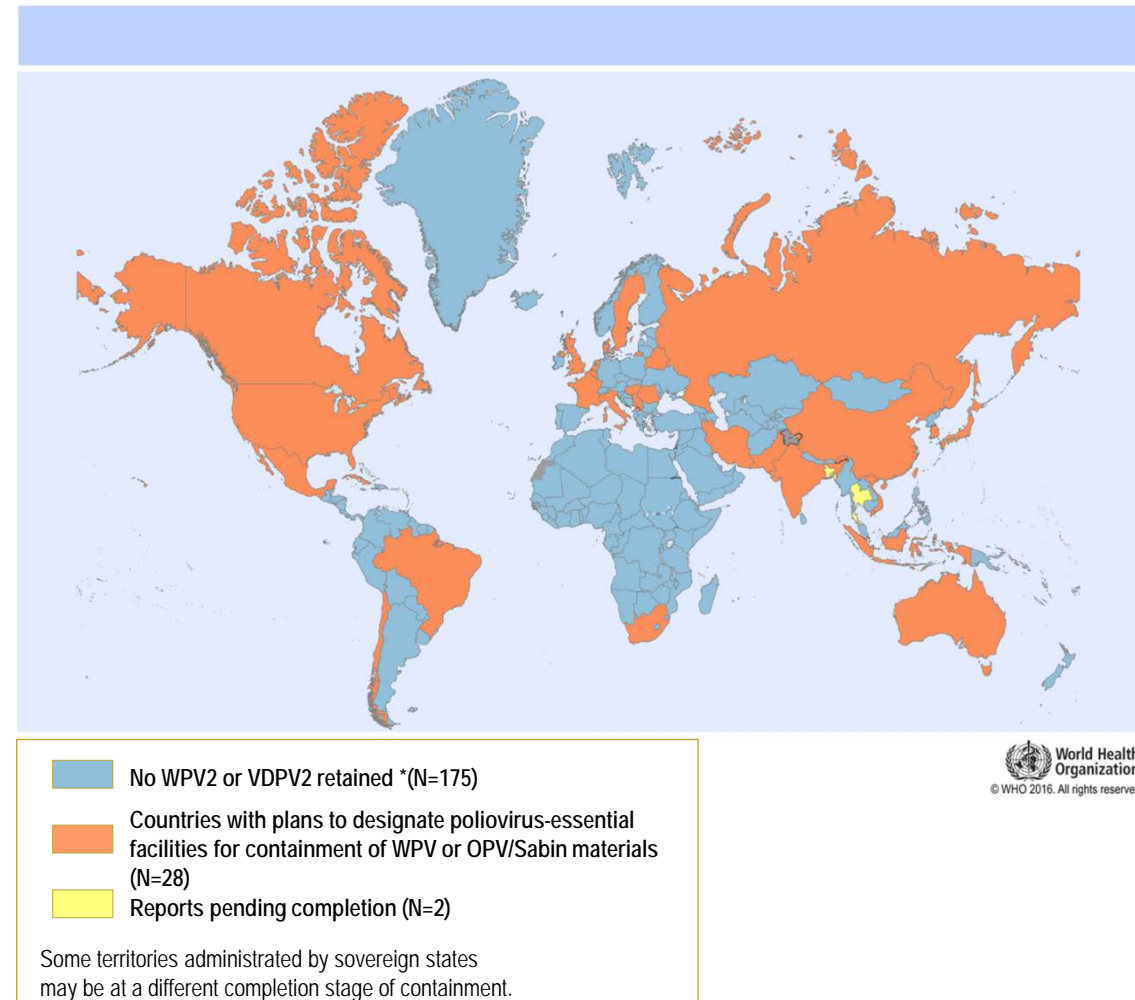 No WPV2 or VDPV2 retained *(N=175)
Countries with plans to designate poliovirus-essential
facilities for containment of WPV or OPV/Sabin materials
(N=28)
Reports pending completion (N=2)
Some territories administrated by sovereign states
may be at a different completion stage of containment.
World Health
Organization
© WHO 2016. All rights reserve